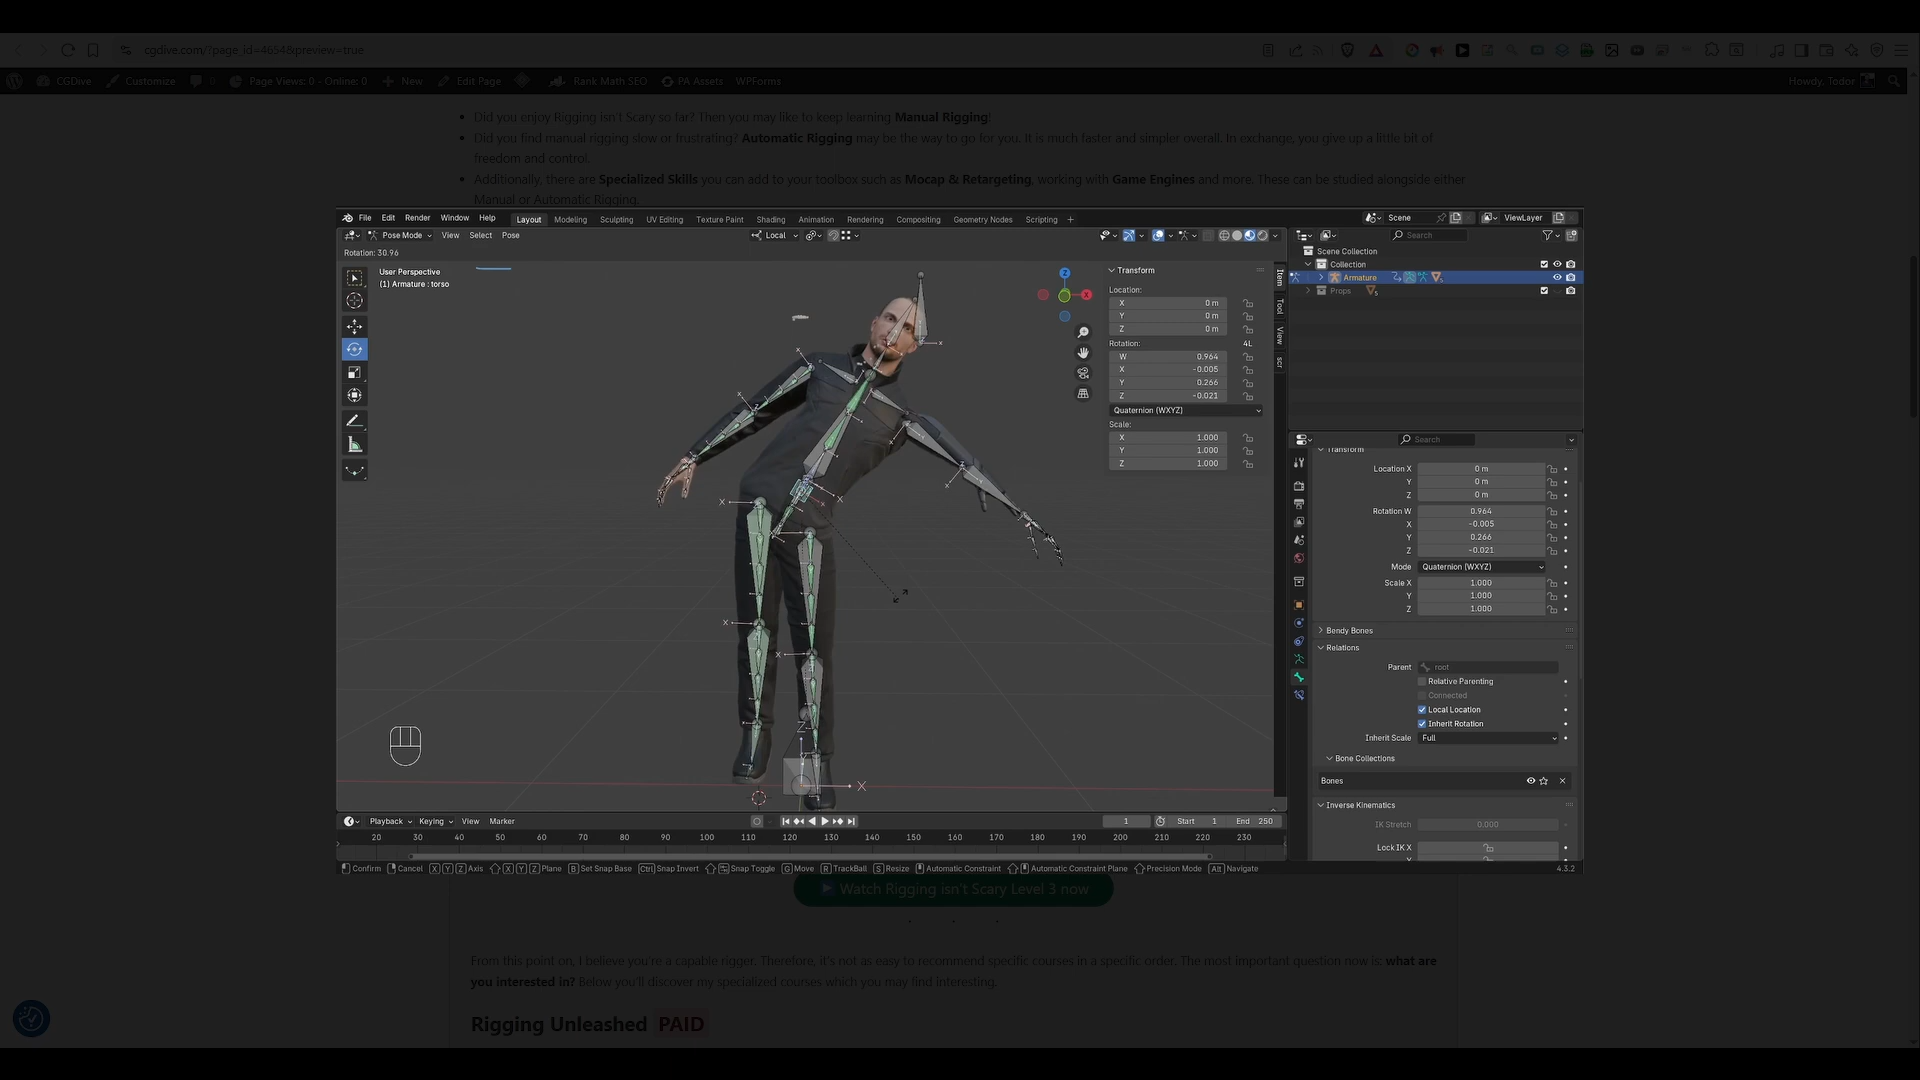 cgdive.com/?page_id=4654&preview=true
CGDive Customize 0 Page Views: 0 - Online: 0 New Edit Page Rank Math SEO PA Assets WPForms Howdy, Todor
Did you enjoy Rigging isn't Scary so far? Then you may like to keep learning Manual Rigging!
Did you find manual rigging slow or frustrating? Automatic Rigging may be the way to go for you. It is much faster and simpler overall. In exchange, you give up a little bit of
freedom and control.
Additionally, there are Specialized Skills you can add to your toolbox such as Mocap & Retargeting, working with Game Engines and more. These can be studied alongside either
Manual or Automatic Rigging.
File Edit Render Window Help Layout Modeling Sculpting UV Editing Texture Paint Shading Animation Rendering Compositing Geometry Nodes Scripting + Scene ViewLayer
Pose Mode View Select Pose Local Search
Rotation: 30.96
Scene Collection
Collection
Armature
Props
User Perspective
(1) Armature : torso
Transform
Location:
X 0 m
Y 0 m
Z 0 m
Rotation: 4L
W 0.964
X -0.005
Y 0.266
Z -0.021
Quaternion (WXYZ)
Scale:
X 1.000
Y 1.000
Z 1.000
Item
Tool
View
scr
Z
X
Search
Transform
Location X 0 m
Y 0 m
Z 0 m
Rotation W 0.964
X -0.005
Y 0.266
Z -0.021
Mode Quaternion (WXYZ)
Scale X 1.000
Y 1.000
Z 1.000
Bendy Bones
Relations
Parent root
Relative Parenting
Connected
Local Location
Inherit Rotation
Inherit Scale Full
Bone Collections
Bones
Inverse Kinematics
IK Stretch 0.000
Lock IK X
Playback Keying View Marker 1 Start 1 End 250
20 30 40 50 60 70 80 90 100 110 120 130 140 150 160 170 180 190 200 210 220 230
Confirm Cancel X Y Z Axis X Y Z Plane B Set Snap Base Ctrl Snap Invert Snap Toggle G Move R TrackBall S Resize Automatic Constraint Automatic Constraint Plane Precision Mode Alt Navigate 4.3.2
Watch Rigging isn't Scary Level 3 now
From this point on, I believe you're a capable rigger. Therefore, it's not as easy to recommend specific courses in a specific order. The most important question now is: what are
you interested in? Below you'll discover my specialized courses which you may find interesting.
Rigging Unleashed PAID